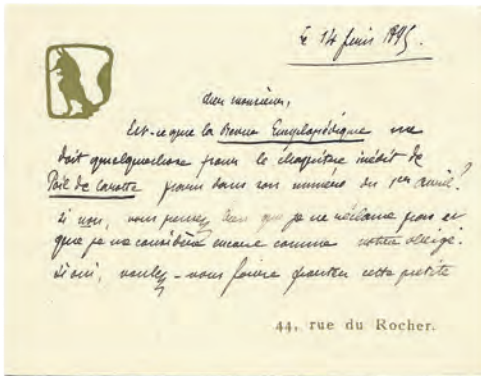 le 14 juin 1895.
cher monsieur,
Est-ce que la Revue Encyclopédique me
doit quelque chose pour le chapitre inédit de
Poil de carotte paru dans son numéro du 1er avril?
Si non, vous pensez bien que je ne réclame pas et
que je me considère encore comme votre obligé.
Si oui, voulez-vous faire cette petite
44, rue du Rocher.